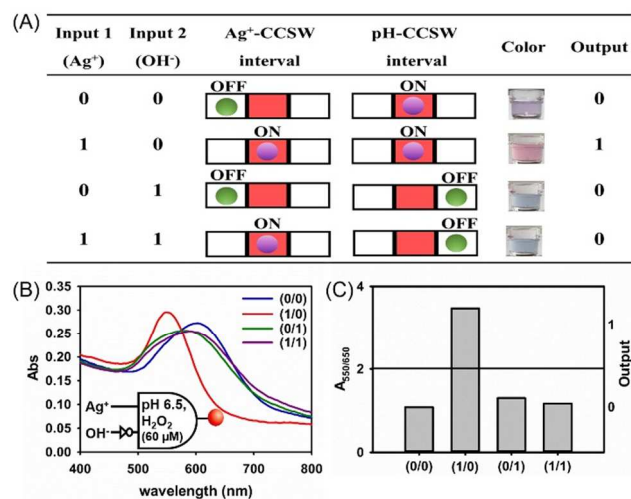 (A)
Input 1 Input 2 Ag⁺-CCSW pH-CCSW Color Output
(Ag⁺) (OH⁻) interval interval
OFF ON
0 0 0
ON ON
1 0 1
OFF OFF
0 1 0
ON OFF
1 1 0
(B)
0.35
0.30
0.25
0.20
0.15
0.10
0.05
0.00
Abs
(0/0)
(1/0)
(0/1)
(1/1)
Ag⁺
OH⁻
pH 6.5,
H₂O₂
(60 µM)
400 500 600 700 800
wavelength (nm)
(C)
4
2
0
A550/650
1
0
Output
(0/0) (1/0) (0/1) (1/1)